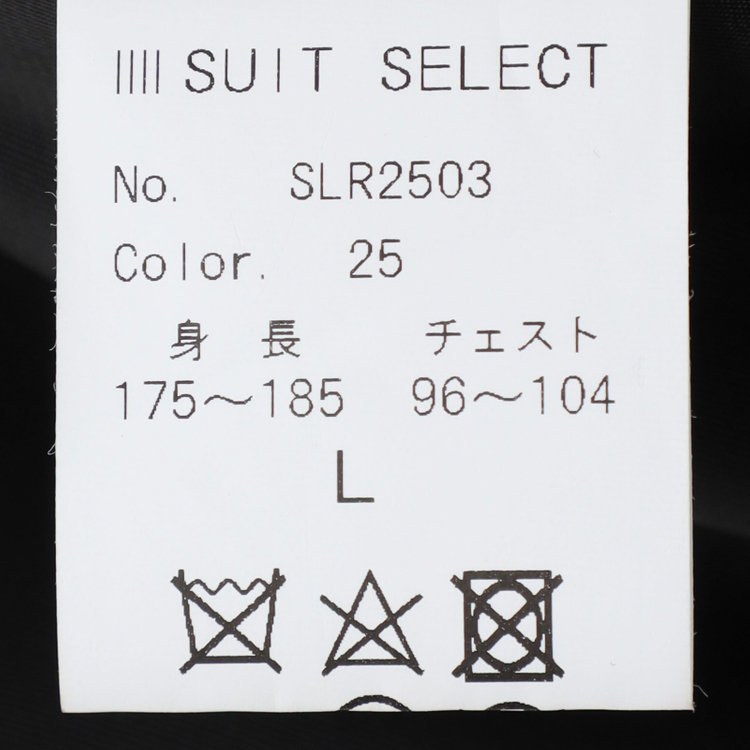 SUIT SELECT
No. SLR2503
Color. 25
身 長 チェスト
175～185 96～104
L